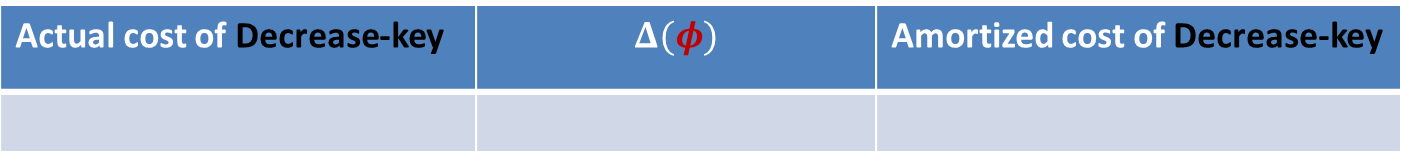 Actual cost of Decrease-key Δ(ϕ) Amortized cost of Decrease-key